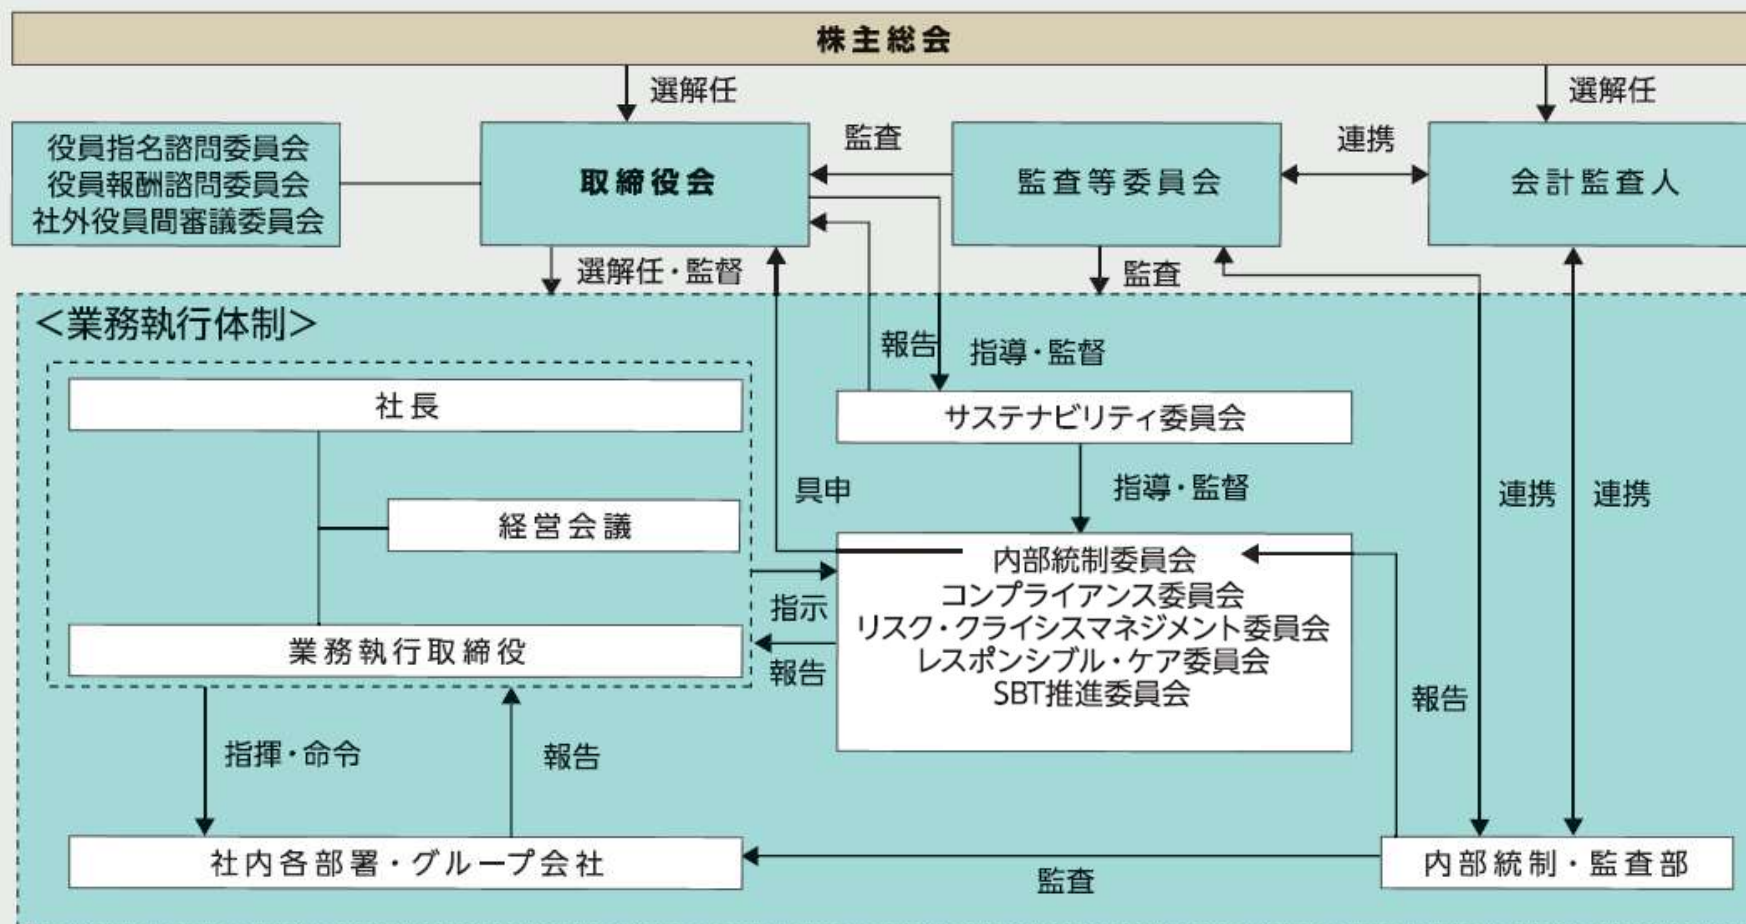 株主総会
選解任
選解任
役員指名諮問委員会
役員報酬諮問委員会
社外役員間審議委員会
取締役会
監査
監査等委員会
連携
会計監査人
選解任・監督
監査
＜業務執行体制＞
報告
指導・監督
社長
サステナビリティ委員会
経営会議
具申
指導・監督
連携
連携
内部統制委員会
コンプライアンス委員会
リスク・クライシスマネジメント委員会
レスポンシブル・ケア委員会
SBT推進委員会
指示
報告
業務執行取締役
報告
指揮・命令
報告
社内各部署・グループ会社
監査
内部統制・監査部